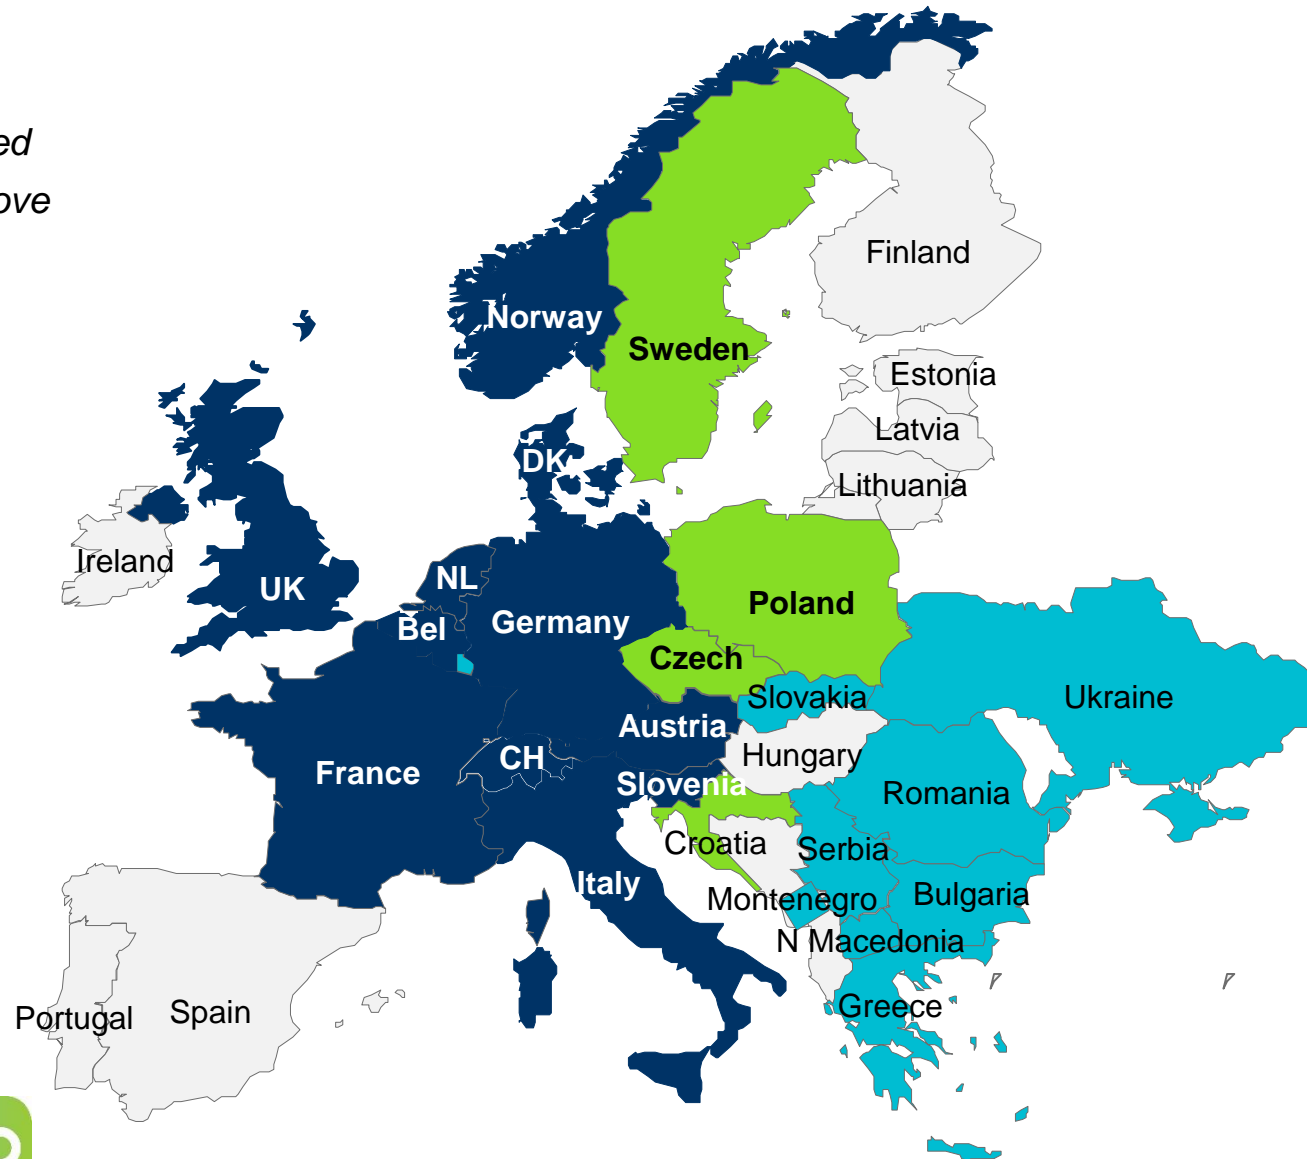 ed
ove
Finland
Norway
Sweden
Estonia
Latvia
DK
Lithuania
Ireland
NL
UK
Poland
Germany
Bel
Czech
Slovakia
Ukraine
Austria
Hungary
CH
France
Slovenia
Romania
Croatia
Serbia
Italy
Bulgaria
Montenegro
N Macedonia
Greece
Spain
Portugal